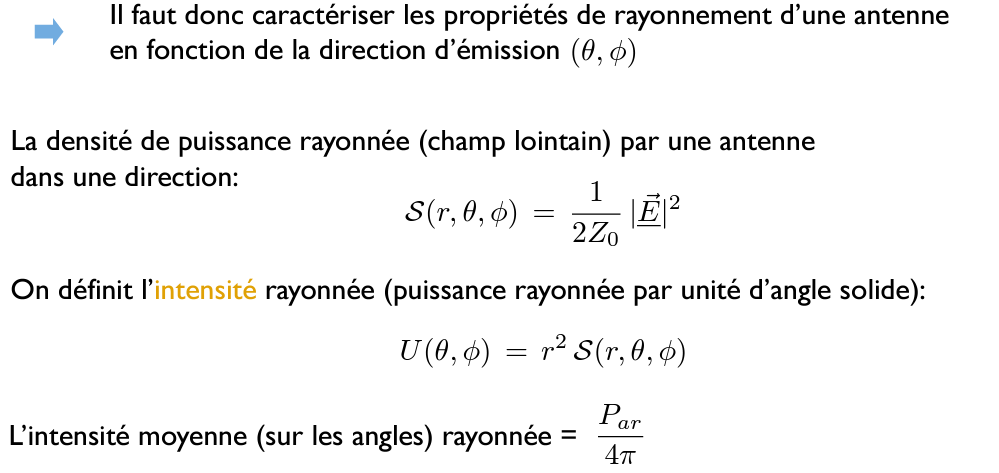 Il faut donc caractériser les propriétés de rayonnement d'une antenne
en fonction de la direction d'émission (θ, ϕ)
La densité de puissance rayonnée (champ lointain) par une antenne
dans une direction:
$\mathcal{S}(r, \theta, \phi) = \frac{1}{2Z_0} |\underline{\vec{E}}|^2$
On définit l'intensité rayonnée (puissance rayonnée par unité d'angle solide):
$U(\theta, \phi) = r^2 \mathcal{S}(r, \theta, \phi)$
L'intensité moyenne (sur les angles) rayonnée = $\frac{P_{ar}}{4\pi}$